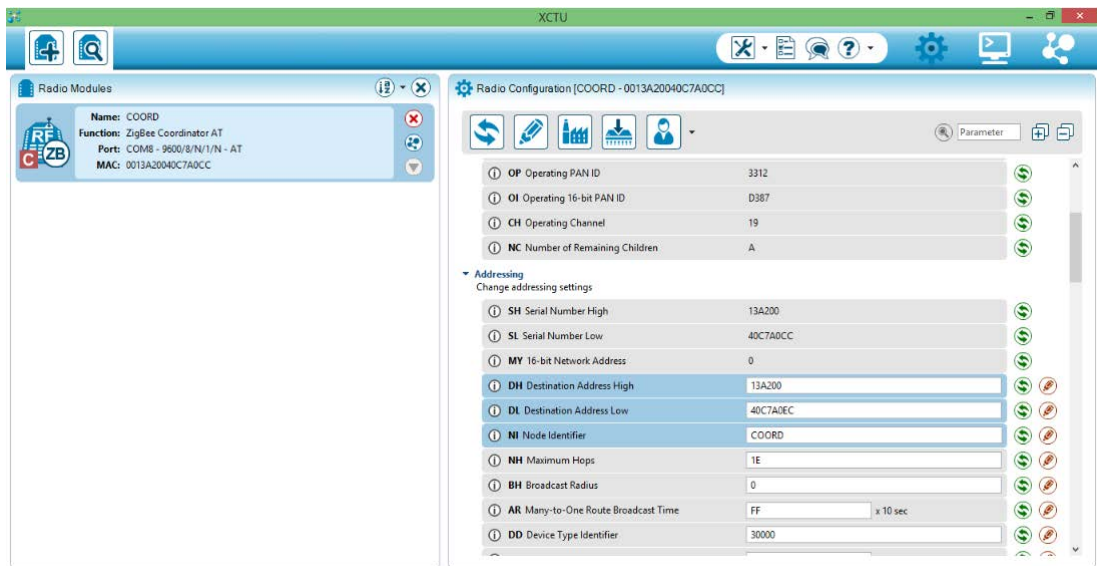 XCTU
Radio Modules
Name: COORD
Function: ZigBee Coordinator AT
Port: COM8 - 9600/8/N/1/N - AT
MAC: 0013A20040C7A0CC
RF
C ZB
Radio Configuration [COORD - 0013A20040C7A0CC]
Parameter
OP Operating PAN ID 3312
OI Operating 16-bit PAN ID D387
CH Operating Channel 19
NC Number of Remaining Children A
Addressing
Change addressing settings
SH Serial Number High 13A200
SL Serial Number Low 40C7A0CC
MY 16-bit Network Address 0
DH Destination Address High 13A200
DL Destination Address Low 40C7A0EC
NI Node Identifier COORD
NH Maximum Hops 1E
BH Broadcast Radius 0
AR Many-to-One Route Broadcast Time FF x 10 sec
DD Device Type Identifier 30000